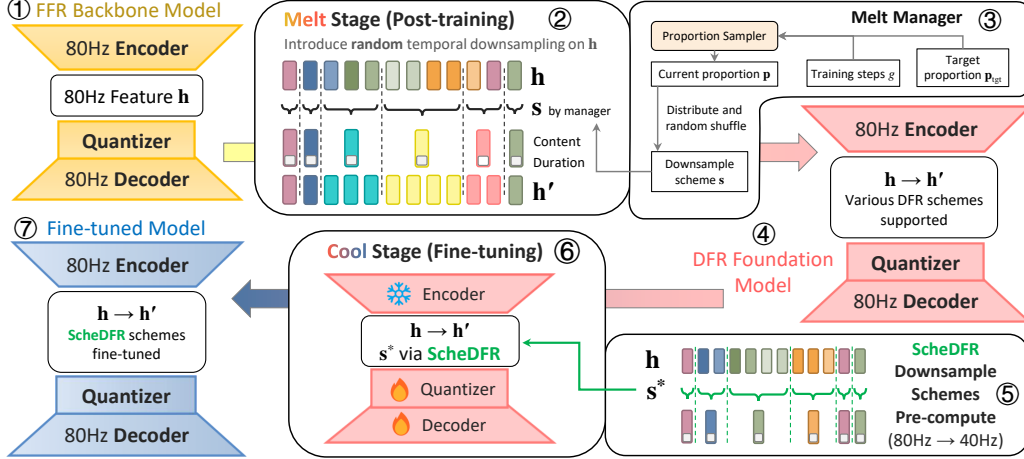 ① FFR Backbone Model
80Hz Encoder
80Hz Feature h
Quantizer
80Hz Decoder
Melt Stage (Post-training) ②
Introduce random temporal downsampling on h
h
s by manager
Content
Duration
h′
Melt Manager ③
Proportion Sampler
Current proportion p
Training steps g
Target
proportion p_tgt
Distribute and
random shuffle
Downsample
scheme s
80Hz Encoder
h → h′
Various DFR schemes
supported
Quantizer
80Hz Decoder
④
DFR Foundation
Model
ScheDFR
Downsample
Schemes
Pre-compute
(80Hz → 40Hz)
⑤
h
s*
Cool Stage (Fine-tuning) ⑥
Encoder
h → h′
s* via ScheDFR
Quantizer
Decoder
⑦ Fine-tuned Model
80Hz Encoder
h → h′
ScheDFR schemes
fine-tuned
Quantizer
80Hz Decoder